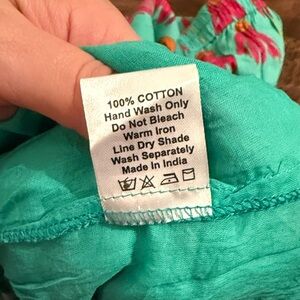 100% COTTON
Hand Wash Only
Do Not Bleach
Warm Iron
Line Dry Shade
Wash Separately
Made In India